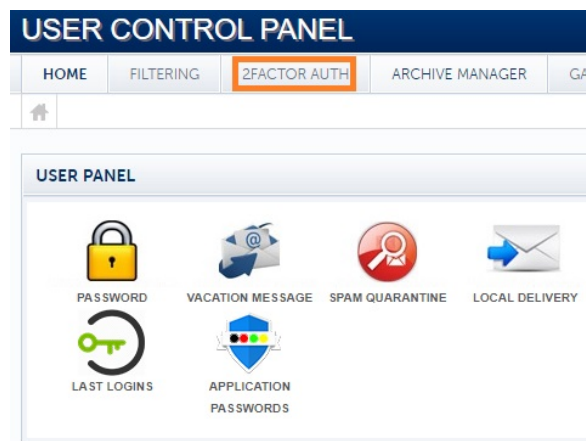 USER CONTROL PANEL
HOME FILTERING 2FACTOR AUTH ARCHIVE MANAGER GA
USER PANEL
PASSWORD VACATION MESSAGE SPAM QUARANTINE LOCAL DELIVERY
LAST LOGINS APPLICATION
PASSWORDS